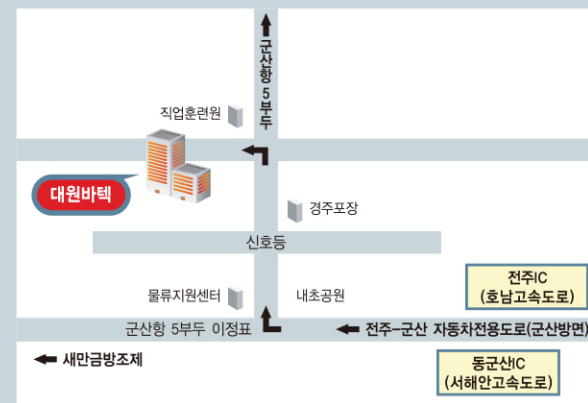 군산항 5부두
직업훈련원
대원바텍
경주포장
신호등
물류지원센터
내초공원
전주IC
(호남고속도로)
군산항 5부두 이정표
전주-군산 자동차전용도로(군산방면)
새만금방조제
동군산IC
(서해안고속도로)